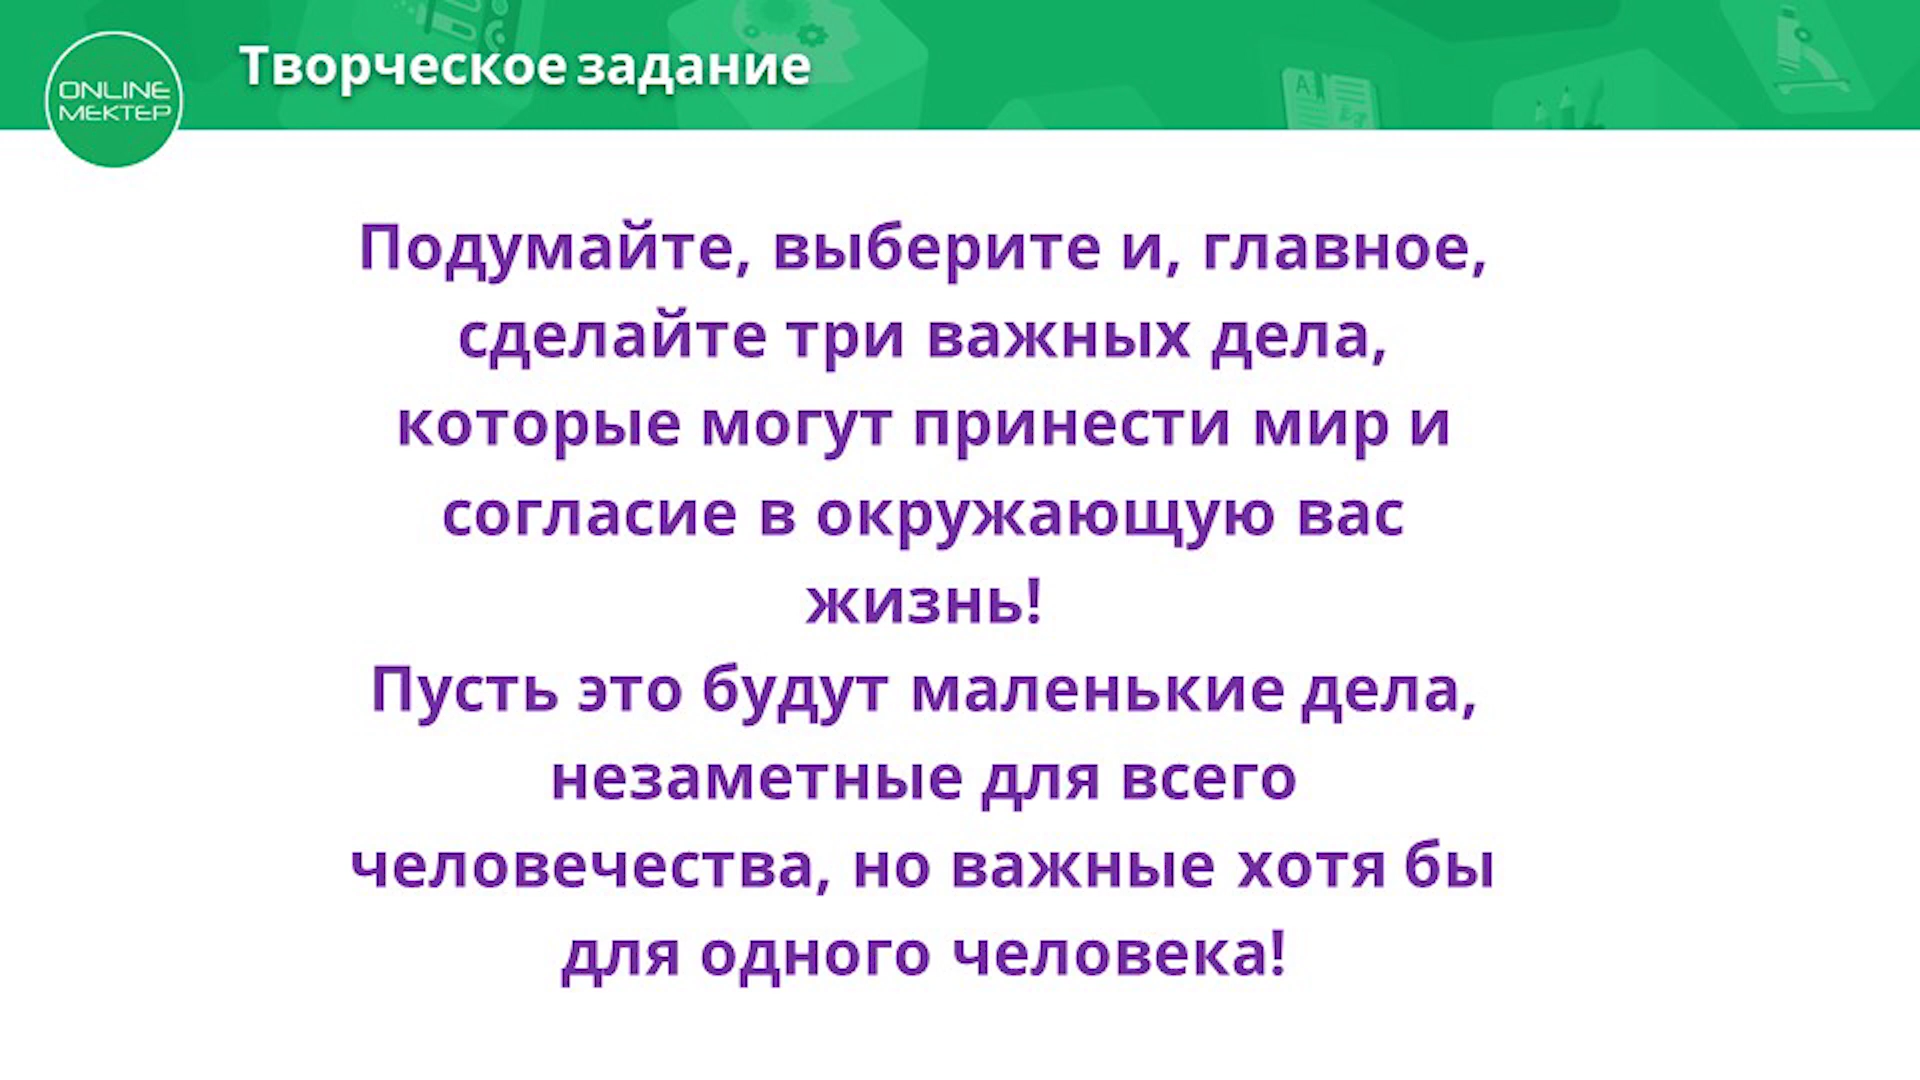 ONLINE
МЕКТЕР
Творческое задание
Подумайте, выберите и, главное,
сделайте три важных дела,
которые могут принести мир и
согласие в окружающую вас
жизнь!
Пусть это будут маленькие дела,
незаметные для всего
человечества, но важные хотя бы
для одного человека!
A